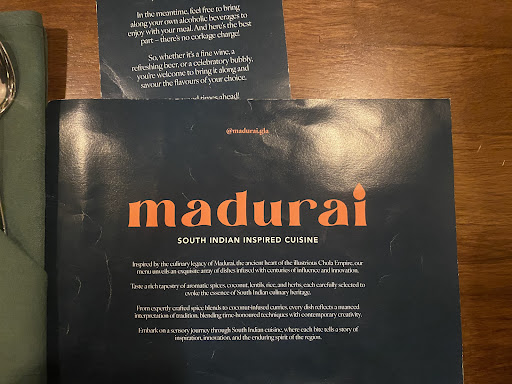 In the meantime, feel free to bring
along your own alcoholic beverages to
enjoy with your meal. And here's the best
part – there's no corkage charge!
So, whether it's a fine wine, a
refreshing beer, or a celebratory bubbly,
you're welcome to bring it along and
savour the flavours of your choice.
times ahead!
@madurai.gla
madurai
SOUTH INDIAN INSPIRED CUISINE
Inspired by the culinary legacy of Madurai, the ancient heart of the illustrious Chola Empire, our
menu unveils an exquisite array of dishes infused with centuries of influence and innovation.
Taste a rich tapestry of aromatic spices, coconut, lentils, rice, and herbs, each carefully selected to
evoke the essence of South Indian culinary heritage.
From expertly crafted spice blends to coconut-infused curries, every dish reflects a nuanced
interpretation of tradition, blending time-honoured techniques with contemporary creativity.
Embark on a sensory journey through South Indian cuisine, where each bite tells a story of
inspiration, innovation, and the enduring spirit of the region.